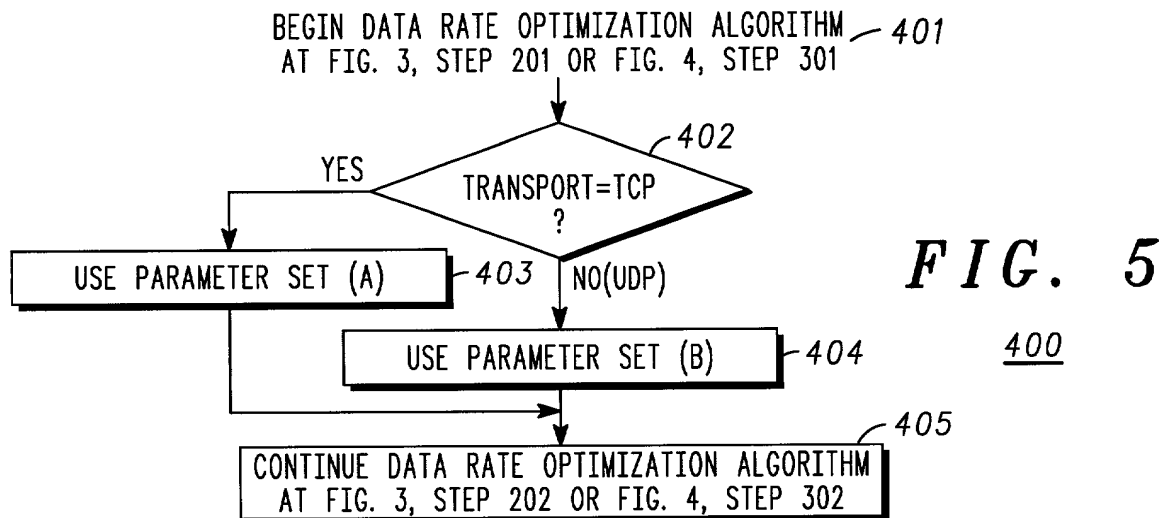 BEGIN DATA RATE OPTIMIZATION ALGORITHM
AT FIG. 3, STEP 201 OR FIG. 4, STEP 301
401
402
YES
TRANSPORT=TCP
?
USE PARAMETER SET (A)
403
NO(UDP)
FIG. 5
400
USE PARAMETER SET (B)
404
405
CONTINUE DATA RATE OPTIMIZATION ALGORITHM
AT FIG. 3, STEP 202 OR FIG. 4, STEP 302